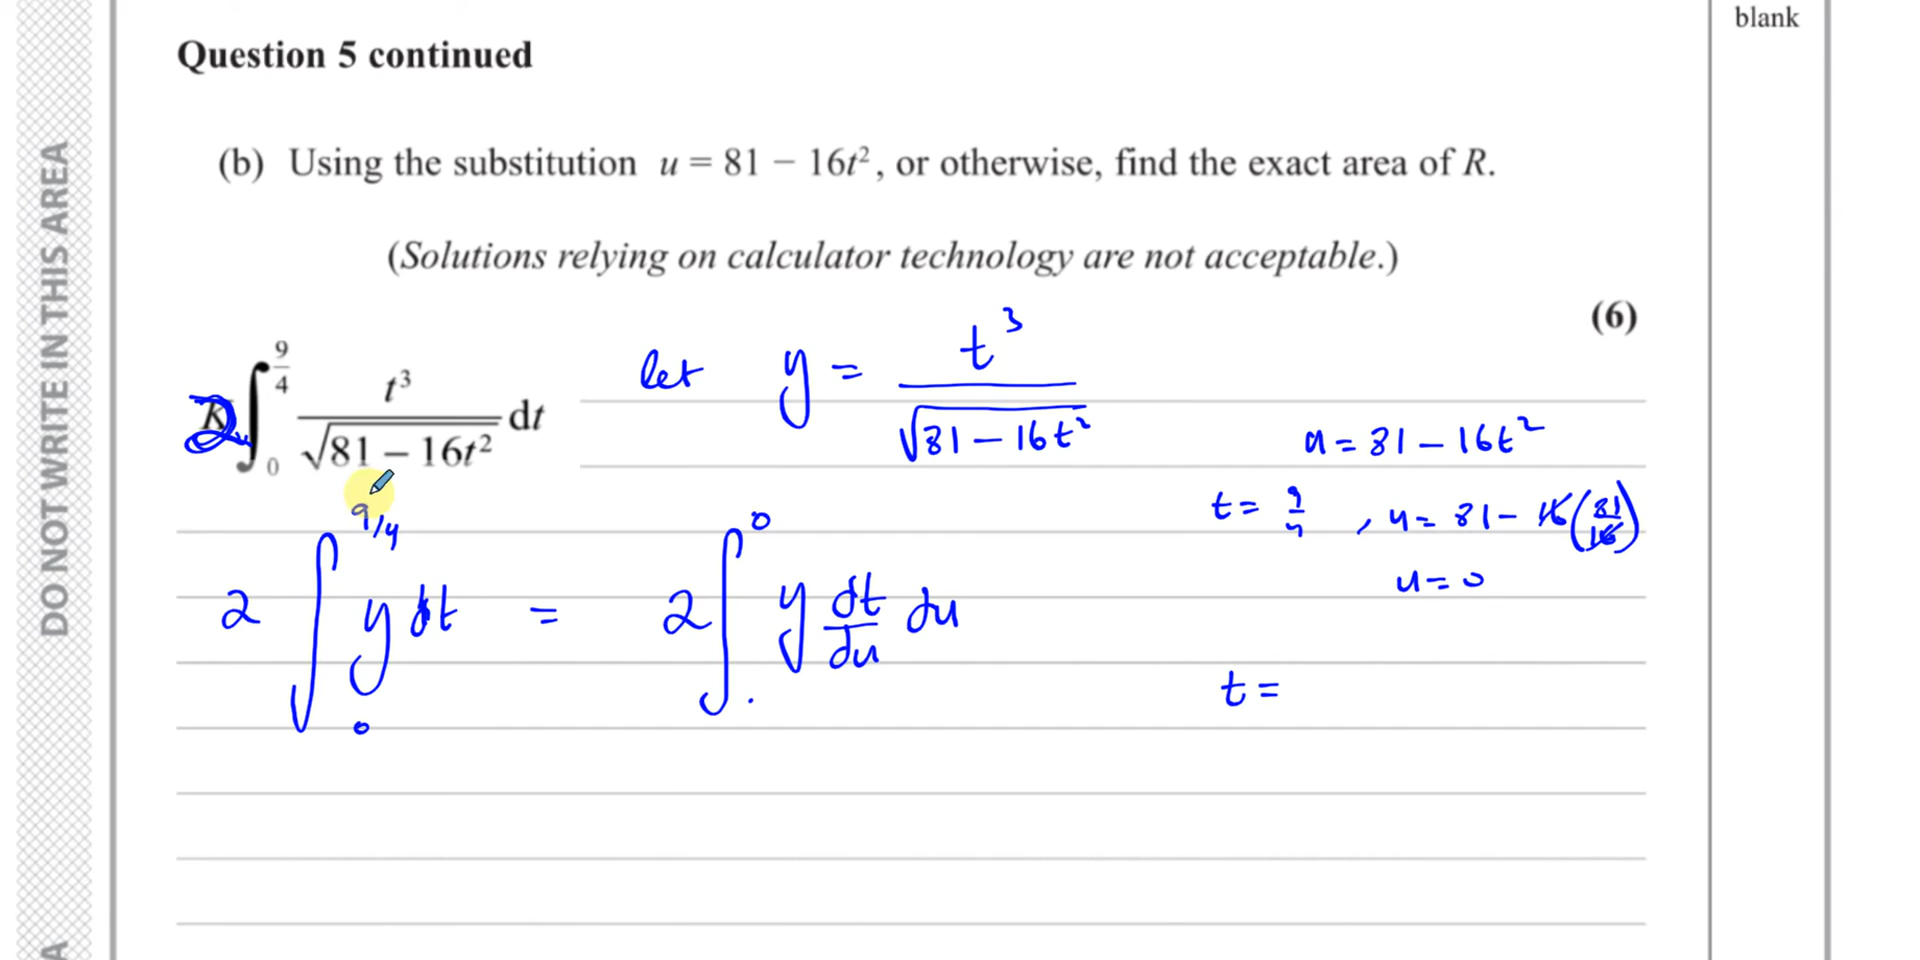 blank
Question 5 continued
DO NOT WRITE IN THIS AREA
(b) Using the substitution u = 81 − 16t², or otherwise, find the exact area of R.
(Solutions relying on calculator technology are not acceptable.)
(6)
2∫₀^(9/4) t³/√(81 − 16t²) dt
let y = t³/√(81 − 16t²)
u = 81 − 16t²
t = 9/4 , u = 81 − 16(81/16)
u = 0
2 ∫₀^(9/4) y dt = 2 ∫^0 y dt/du du
t =
A